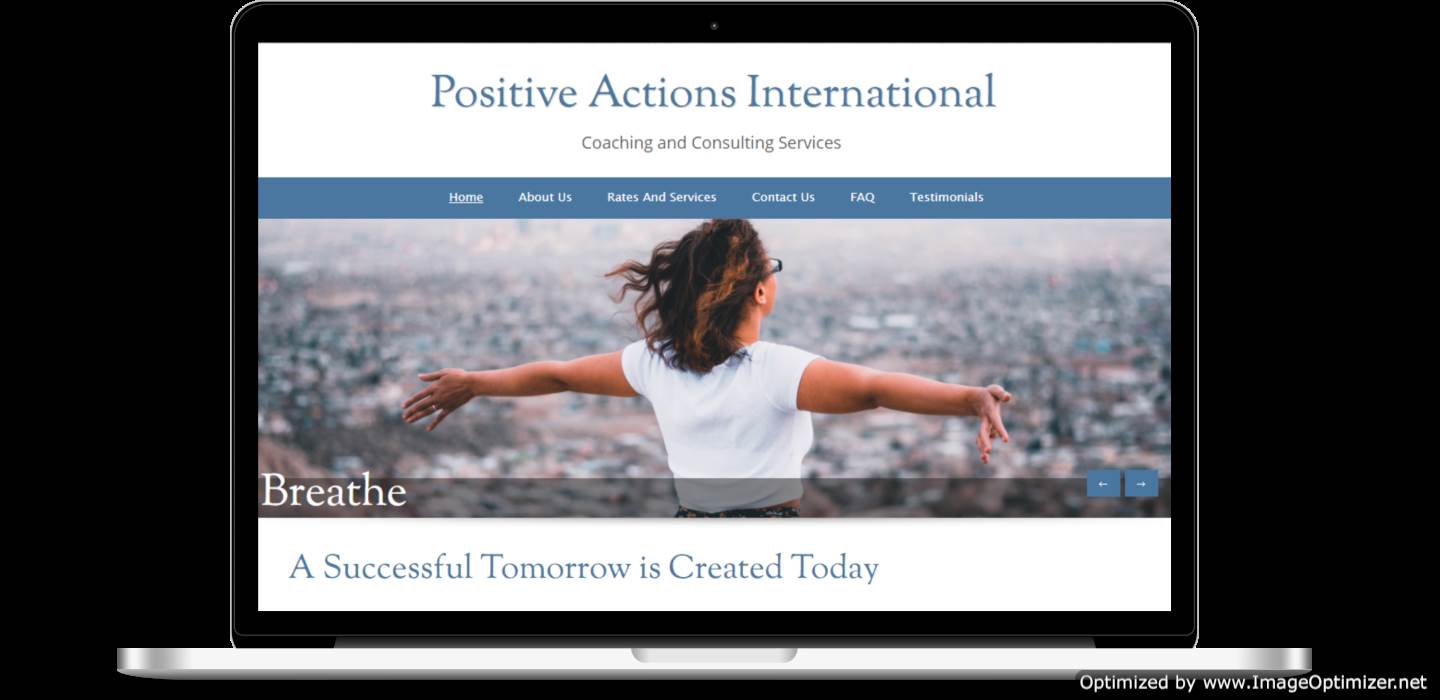 Positive Actions International
Coaching and Consulting Services
Home About Us Rates And Services Contact Us FAQ Testimonials
Breathe
← →
A Successful Tomorrow is Created Today
Optimized by www.ImageOptimizer.net